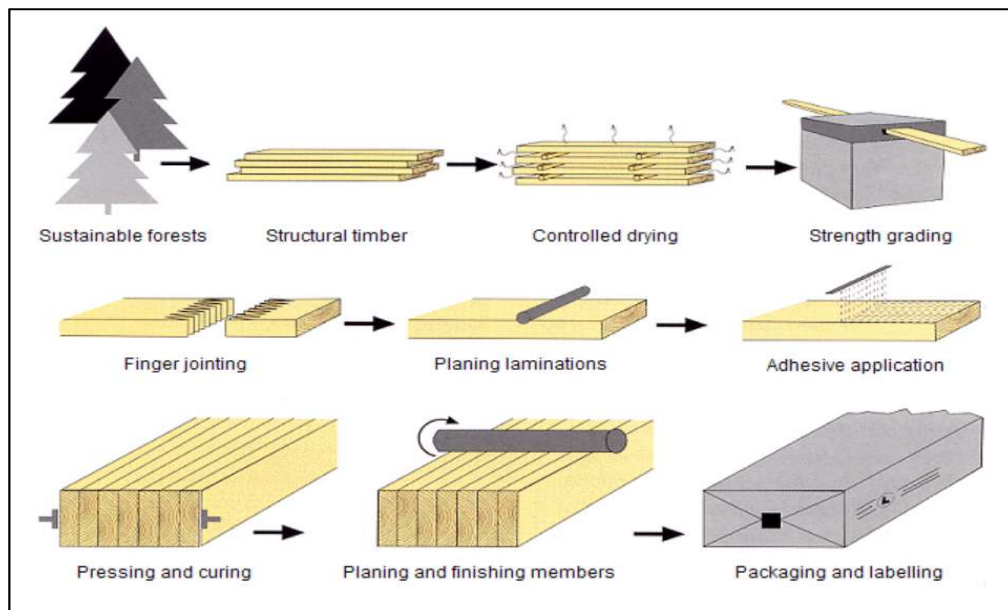 Sustainable forests
Structural timber
Controlled drying
Strength grading
Finger jointing
Planing laminations
Adhesive application
Pressing and curing
Planing and finishing members
Packaging and labelling